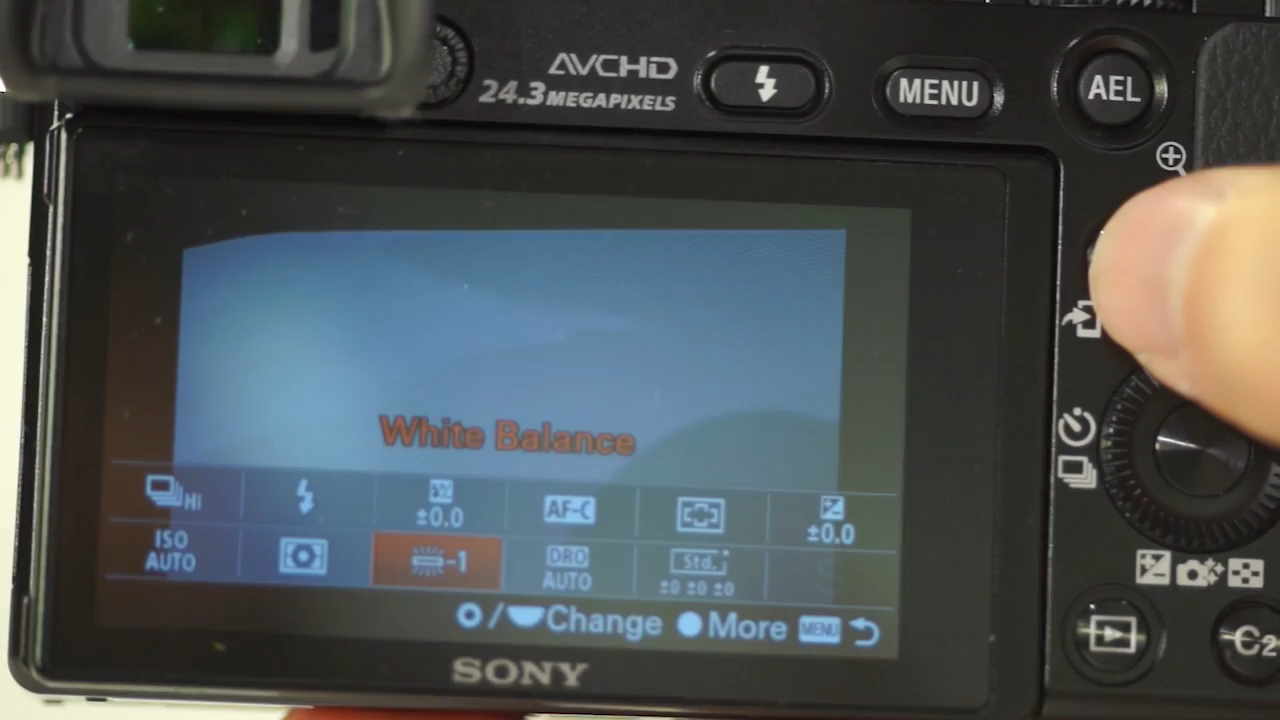 AVCHD
24.3 MEGAPIXELS
MENU
AEL
White Balance
HI
±0.0
AF-C
±0.0
ISO
AUTO
-1
DRO
AUTO
Std.
±0 ±0 ±0
/ Change More MENU
SONY
C2